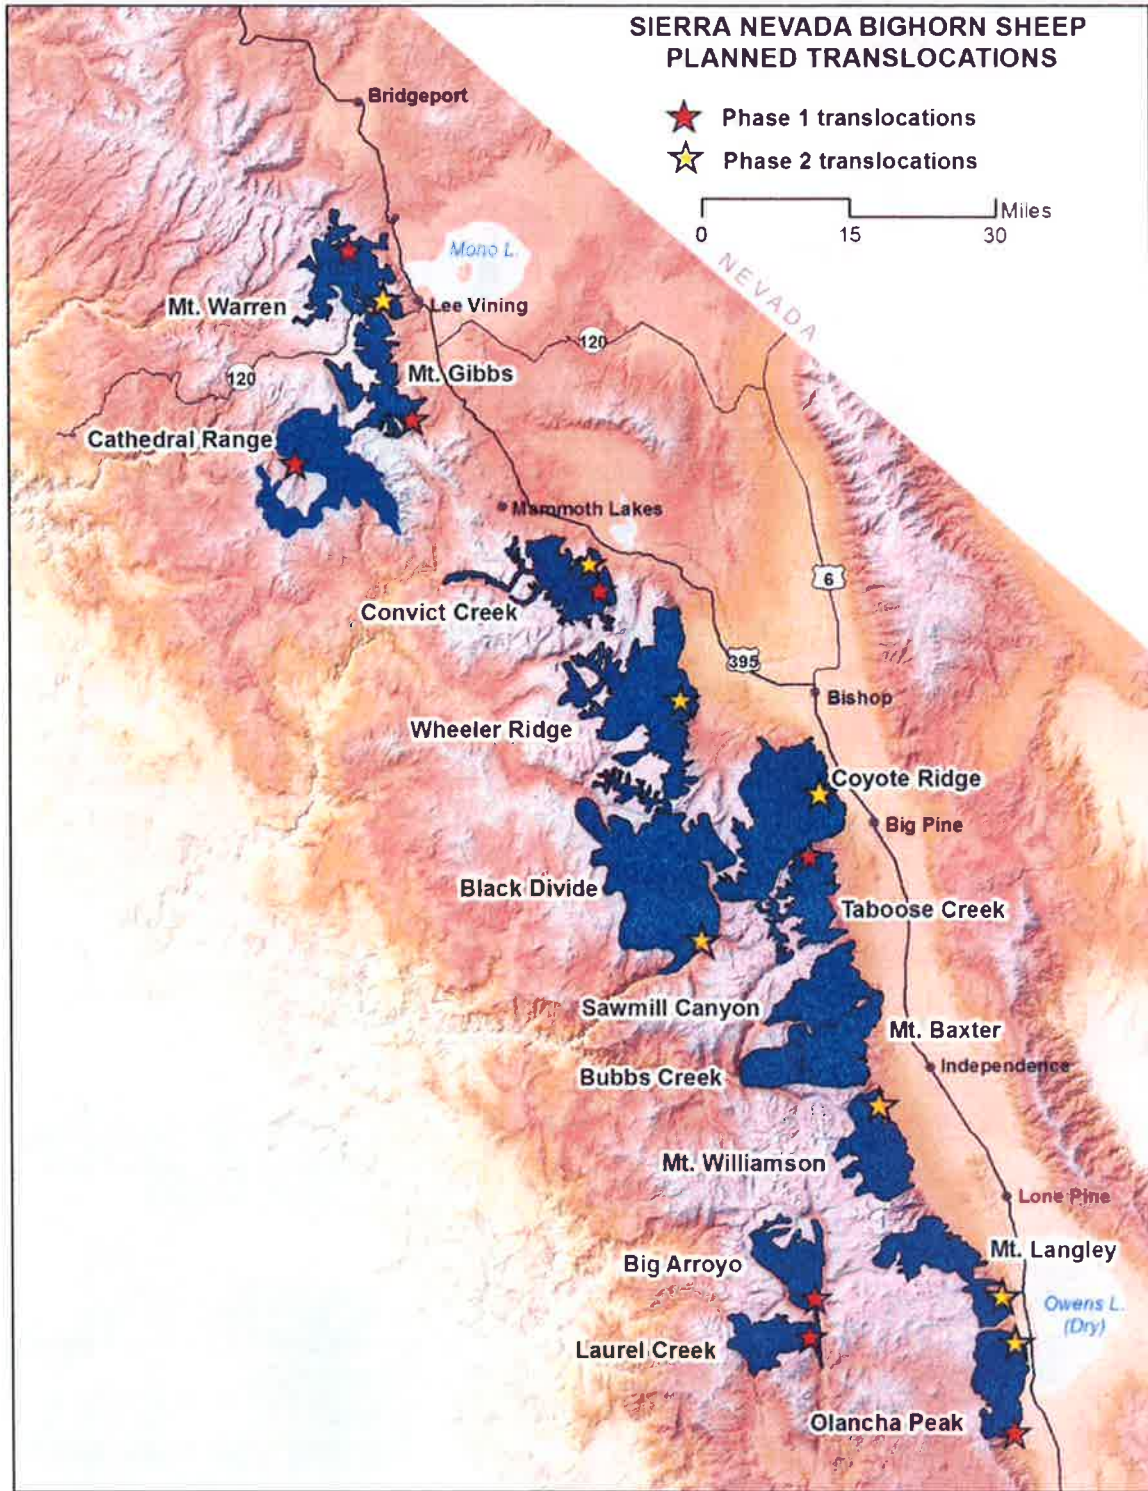 SIERRA NEVADA BIGHORN SHEEP
PLANNED TRANSLOCATIONS
Phase 1 translocations
Phase 2 translocations
Miles
0 15 30
Bridgeport
NEVADA
Mono L.
Mt. Warren
Lee Vining
120
120
Mt. Gibbs
Cathedral Range
Mammoth Lakes
6
Convict Creek
395
Bishop
Wheeler Ridge
Coyote Ridge
Big Pine
Black Divide
Taboose Creek
Sawmill Canyon
Mt. Baxter
Independence
Bubbs Creek
Mt. Williamson
Lone Pine
Mt. Langley
Big Arroyo
Owens L.
(Dry)
Laurel Creek
Olancha Peak